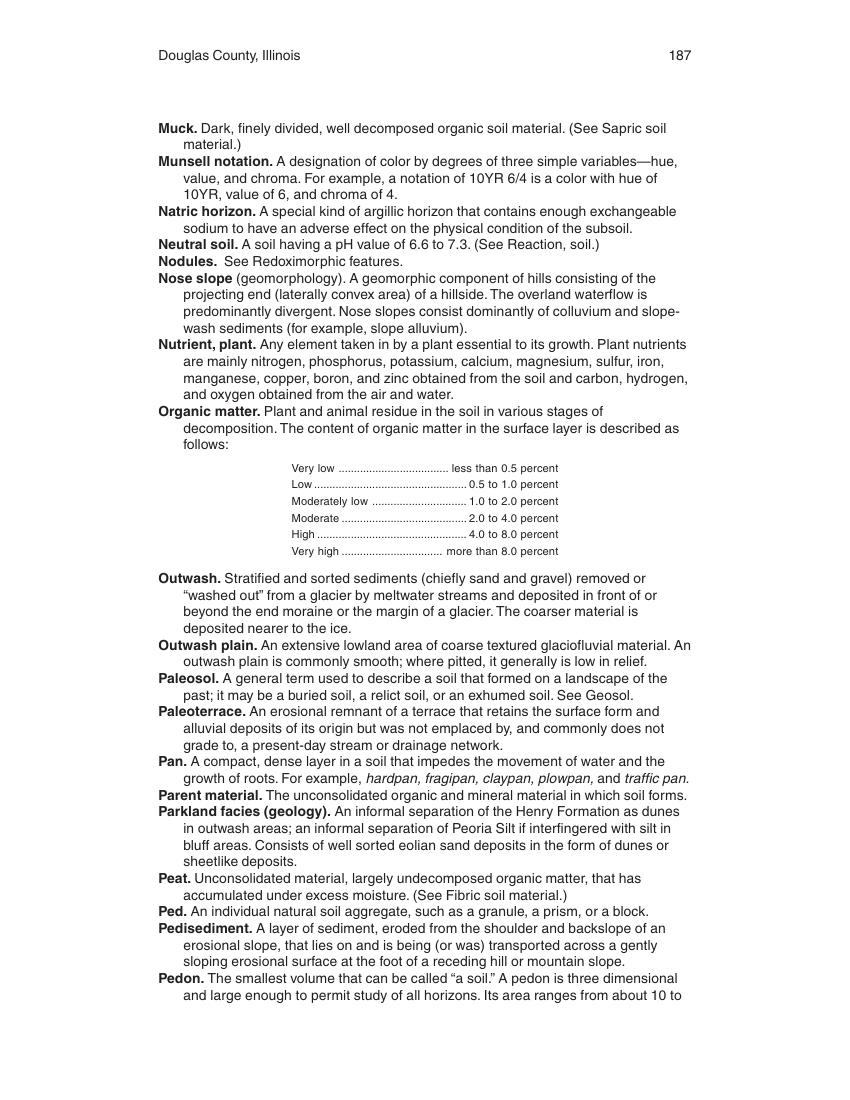 Douglas County, Illinois 187
Muck. Dark, finely divided, well decomposed organic soil material. (See Sapric soil
material.)
Munsell notation. A designation of color by degrees of three simple variables—hue,
value, and chroma. For example, a notation of 10YR 6/4 is a color with hue of
10YR, value of 6, and chroma of 4.
Natric horizon. A special kind of argillic horizon that contains enough exchangeable
sodium to have an adverse effect on the physical condition of the subsoil.
Neutral soil. A soil having a pH value of 6.6 to 7.3. (See Reaction, soil.)
Nodules. See Redoximorphic features.
Nose slope (geomorphology). A geomorphic component of hills consisting of the
projecting end (laterally convex area) of a hillside. The overland waterflow is
predominantly divergent. Nose slopes consist dominantly of colluvium and slope-
wash sediments (for example, slope alluvium).
Nutrient, plant. Any element taken in by a plant essential to its growth. Plant nutrients
are mainly nitrogen, phosphorus, potassium, calcium, magnesium, sulfur, iron,
manganese, copper, boron, and zinc obtained from the soil and carbon, hydrogen,
and oxygen obtained from the air and water.
Organic matter. Plant and animal residue in the soil in various stages of
decomposition. The content of organic matter in the surface layer is described as
follows:
Very low .................................... less than 0.5 percent
Low .................................................. 0.5 to 1.0 percent
Moderately low ............................... 1.0 to 2.0 percent
Moderate ......................................... 2.0 to 4.0 percent
High ................................................. 4.0 to 8.0 percent
Very high ................................. more than 8.0 percent
Outwash. Stratified and sorted sediments (chiefly sand and gravel) removed or
“washed out” from a glacier by meltwater streams and deposited in front of or
beyond the end moraine or the margin of a glacier. The coarser material is
deposited nearer to the ice.
Outwash plain. An extensive lowland area of coarse textured glaciofluvial material. An
outwash plain is commonly smooth; where pitted, it generally is low in relief.
Paleosol. A general term used to describe a soil that formed on a landscape of the
past; it may be a buried soil, a relict soil, or an exhumed soil. See Geosol.
Paleoterrace. An erosional remnant of a terrace that retains the surface form and
alluvial deposits of its origin but was not emplaced by, and commonly does not
grade to, a present-day stream or drainage network.
Pan. A compact, dense layer in a soil that impedes the movement of water and the
growth of roots. For example, hardpan, fragipan, claypan, plowpan, and traffic pan.
Parent material. The unconsolidated organic and mineral material in which soil forms.
Parkland facies (geology). An informal separation of the Henry Formation as dunes
in outwash areas; an informal separation of Peoria Silt if interfingered with silt in
bluff areas. Consists of well sorted eolian sand deposits in the form of dunes or
sheetlike deposits.
Peat. Unconsolidated material, largely undecomposed organic matter, that has
accumulated under excess moisture. (See Fibric soil material.)
Ped. An individual natural soil aggregate, such as a granule, a prism, or a block.
Pedisediment. A layer of sediment, eroded from the shoulder and backslope of an
erosional slope, that lies on and is being (or was) transported across a gently
sloping erosional surface at the foot of a receding hill or mountain slope.
Pedon. The smallest volume that can be called “a soil.” A pedon is three dimensional
and large enough to permit study of all horizons. Its area ranges from about 10 to